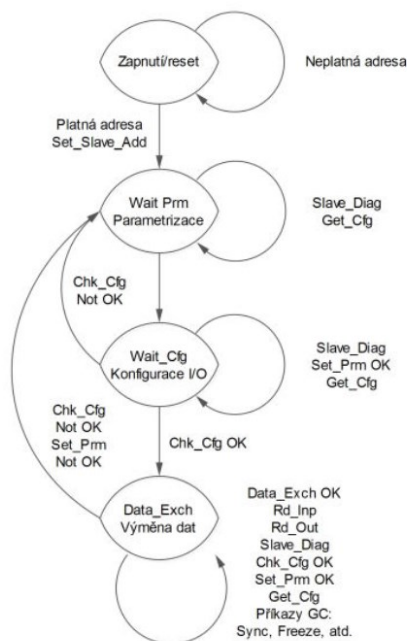 Zapnutí/reset
Neplatná adresa
Platná adresa
Set_Slave_Add
Wait Prm
Parametrizace
Slave_Diag
Get_Cfg
Chk_Cfg
Not OK
Wait_Cfg
Konfigurace I/O
Slave_Diag
Set_Prm OK
Get_Cfg
Chk_Cfg
Not OK
Set_Prm
Not OK
Chk_Cfg OK
Data_Exch
Výměna dat
Data_Exch OK
Rd_Inp
Rd_Out
Slave_Diag
Chk_Cfg OK
Set_Prm OK
Get_Cfg
Příkazy GC:
Sync, Freeze, atd.